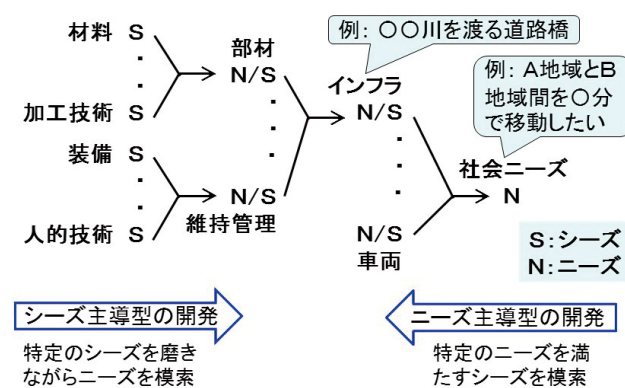 材料 S
加工技術 S
装備 S
人的技術 S
部材
N/S
N/S
維持管理
例: 〇〇川を渡る道路橋
インフラ
N/S
N/S
車両
例: A地域とB
地域間を〇分
で移動したい
社会ニーズ
N
S:シーズ
N:ニーズ
シーズ主導型の開発
特定のシーズを磨き
ながらニーズを模索
ニーズ主導型の開発
特定のニーズを満
たすシーズを模索